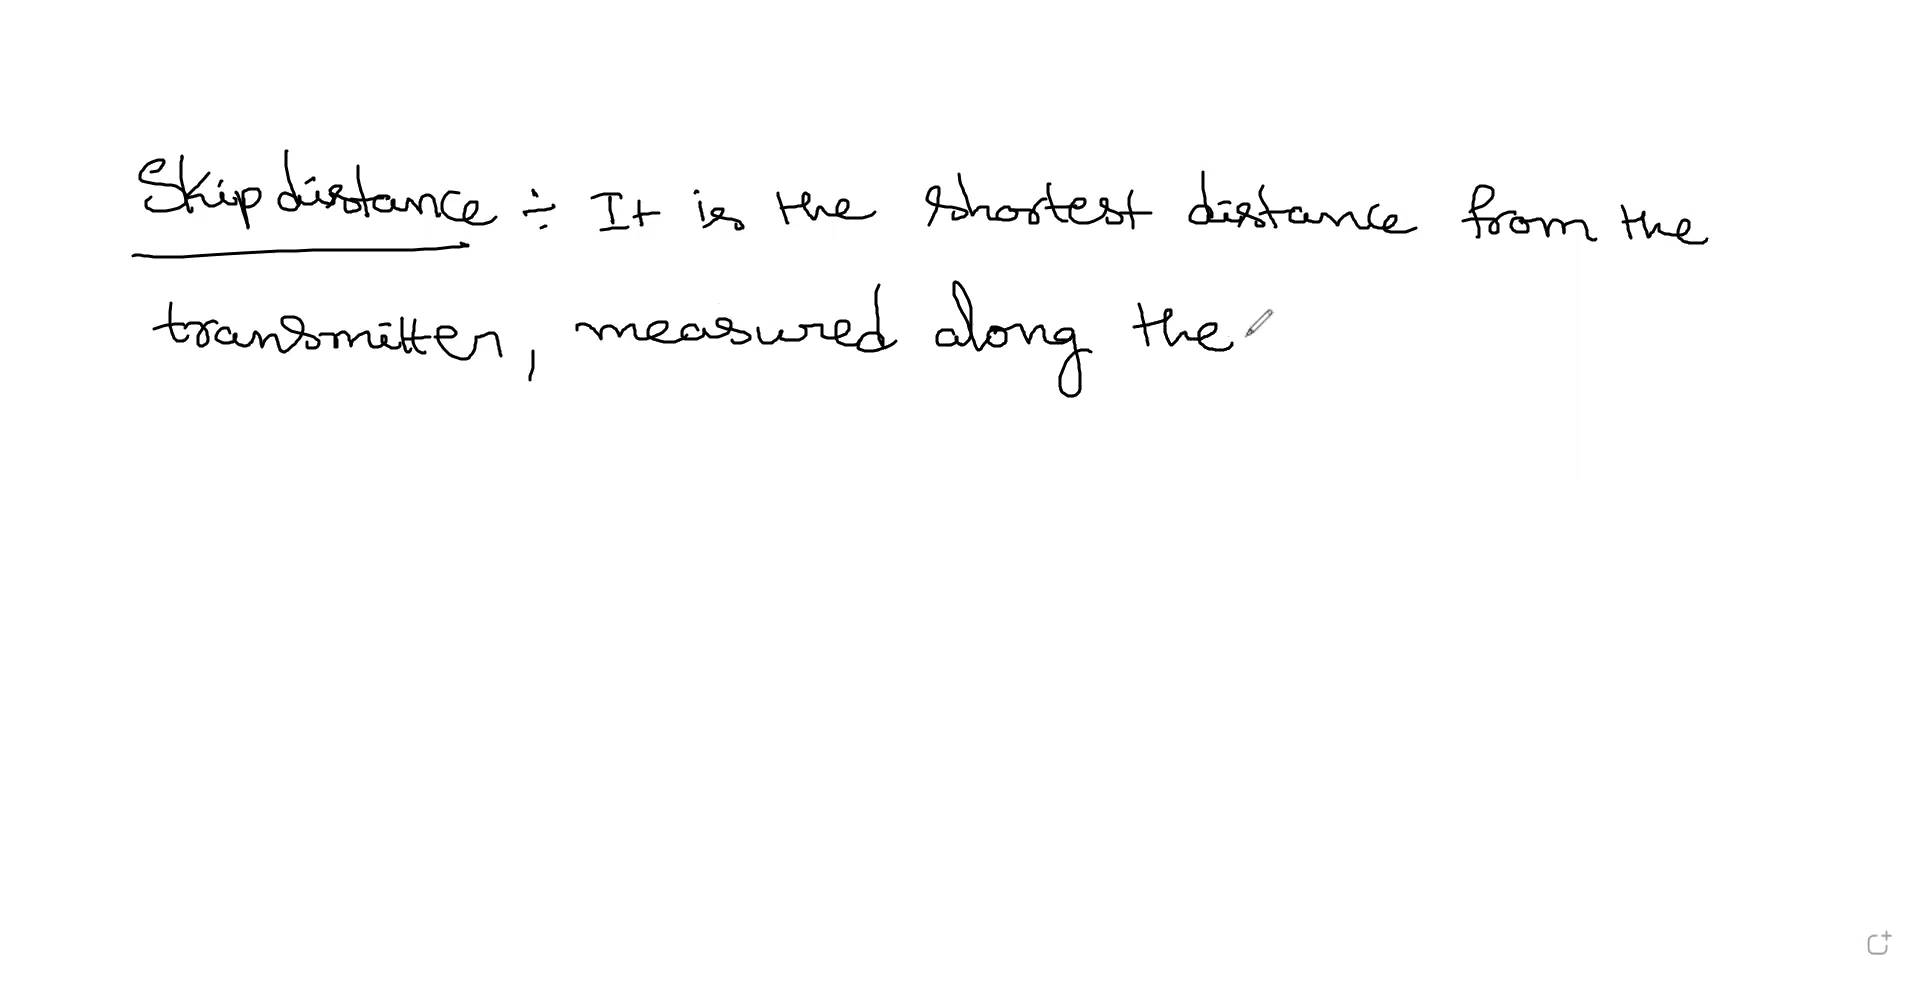 Skip distance ÷ It is the shortest distance from the
transmitter, measured along the